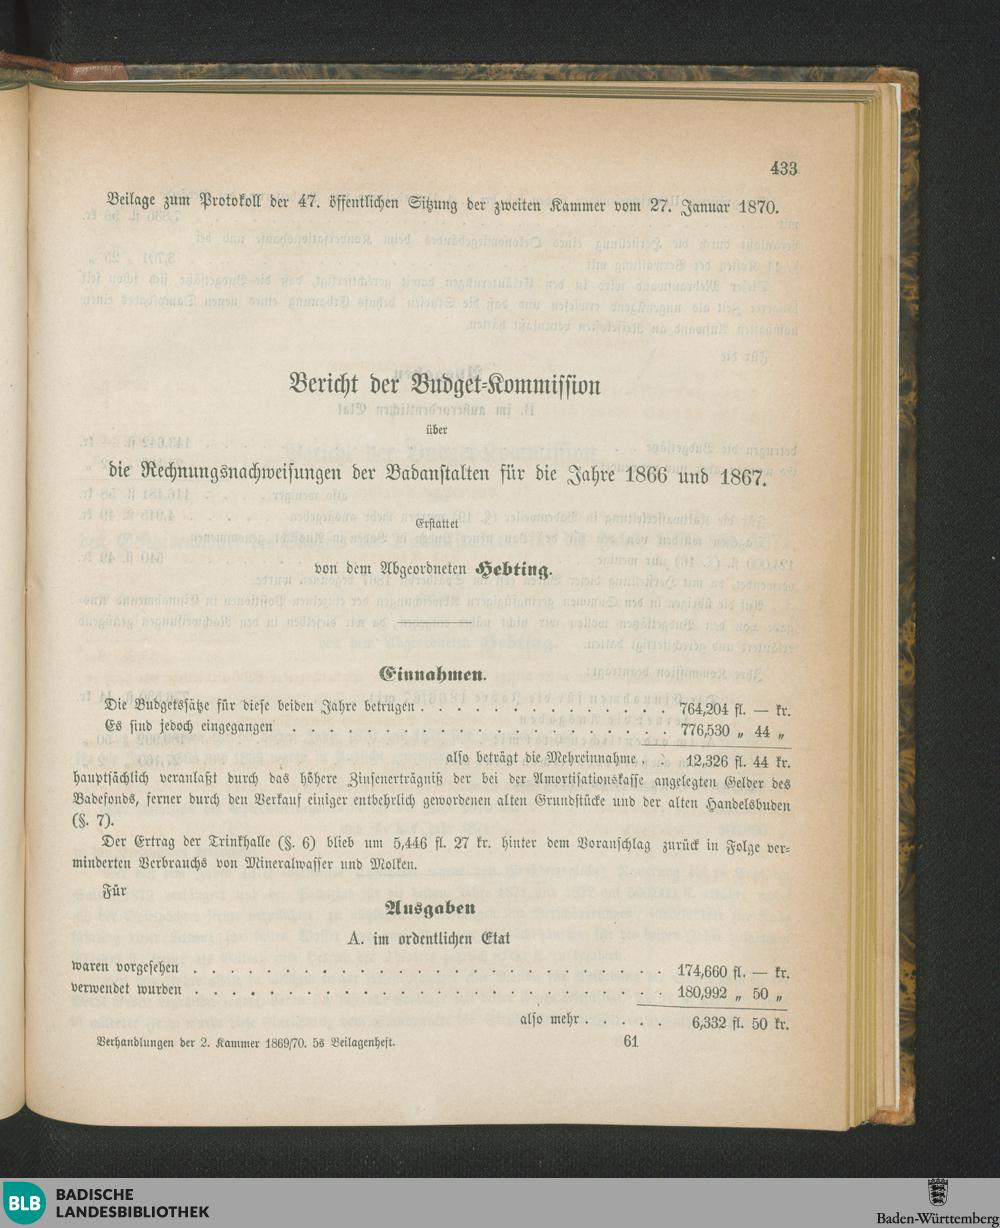 433
Beilage zum Protokoll der 47. öffentlichen Sitzung der zweiten Kammer vom 27. Januar 1870.
Bericht der Budget-Kommission
über
die Rechnungsnachweisungen der Badanstalten für die Jahre 1866 und 1867.
Erstattet
von dem Abgeordneten Hebting.
Einnahmen.
Die Budgetssätze für diese beiden Jahre betrugen . . . . . . . . . . . . . 764,204 fl. — kr.
Es sind jedoch eingegangen . . . . . . . . . . . . . . . . . . . 776,530 „ 44 „
also beträgt die Mehreinnahme . . 12,326 fl. 44 kr.
hauptsächlich veranlaßt durch das höhere Zinsenerträgniß der bei der Amortisationskasse angelegten Gelder des
Badefonds, ferner durch den Verkauf einiger entbehrlich gewordenen alten Grundstücke und der alten Handelsbuden
(§. 7).
Der Ertrag der Trinkhalle (§. 6) blieb um 5,446 fl. 27 kr. hinter dem Voranschlag zurück in Folge ver-
minderten Verbrauchs von Mineralwasser und Molken.
Für
Ausgaben
A. im ordentlichen Etat
waren vorgesehen . . . . . . . . . . . . . . . . . . . . . . . . 174,660 fl. — kr.
verwendet wurden . . . . . . . . . . . . . . . . . . . . . . . . 180,992 „ 50 „
also mehr . . . . . 6,332 fl. 50 kr.
Verhandlungen der 2. Kammer 1869/70. 5s Beilagenheft. 61
BLB BADISCHE
LANDESBIBLIOTHEK
Baden-Württemberg